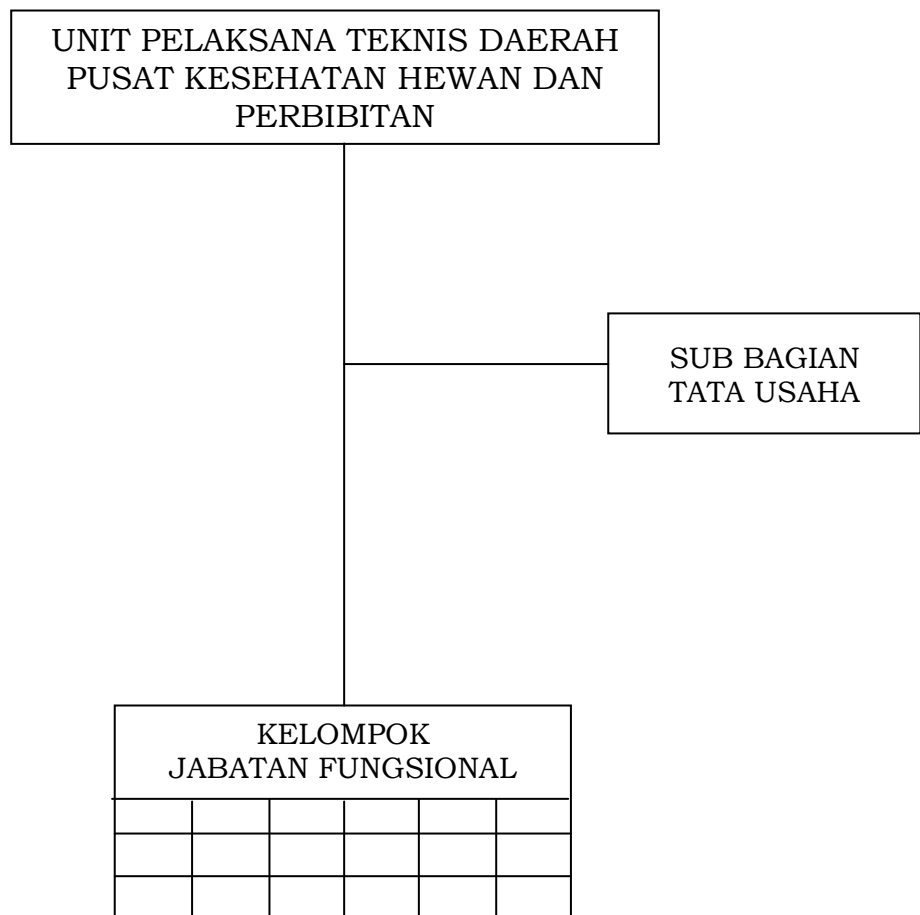 UNIT PELAKSANA TEKNIS DAERAH
PUSAT KESEHATAN HEWAN DAN
PERBIBITAN
SUB BAGIAN
TATA USAHA
KELOMPOK
JABATAN FUNGSIONAL